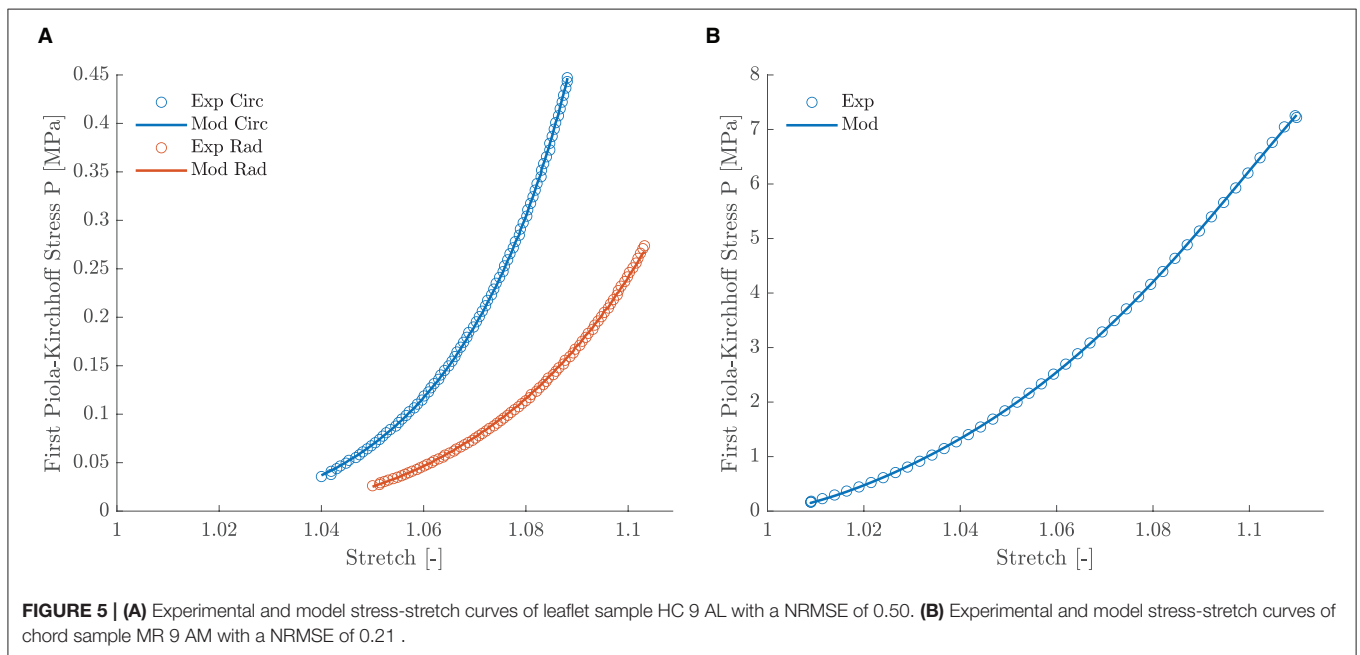 A
First Piola-Kirchhoff Stress P [MPa]
0.45
0.4
0.35
0.3
0.25
0.2
0.15
0.1
0.05
0
Exp Circ
Mod Circ
Exp Rad
Mod Rad
1 1.02 1.04 1.06 1.08 1.1
Stretch [-]
B
First Piola-Kirchhoff Stress P [MPa]
8
7
6
5
4
3
2
1
0
Exp
Mod
1 1.02 1.04 1.06 1.08 1.1
Stretch [-]
FIGURE 5 | (A) Experimental and model stress-stretch curves of leaflet sample HC 9 AL with a NRMSE of 0.50. (B) Experimental and model stress-stretch curves of
chord sample MR 9 AM with a NRMSE of 0.21 .